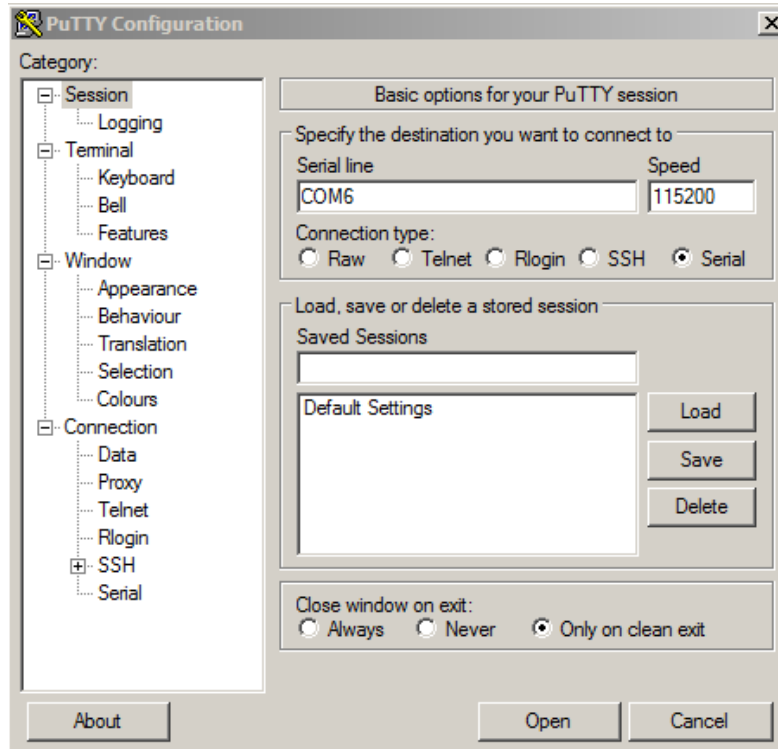 PuTTY Configuration
Category:
Session
Logging
Terminal
Keyboard
Bell
Features
Window
Appearance
Behaviour
Translation
Selection
Colours
Connection
Data
Proxy
Telnet
Rlogin
SSH
Serial
Basic options for your PuTTY session
Specify the destination you want to connect to
Serial line Speed
COM6 115200
Connection type:
Raw Telnet Rlogin SSH Serial
Load, save or delete a stored session
Saved Sessions
Default Settings
Load
Save
Delete
Close window on exit:
Always Never Only on clean exit
About Open Cancel